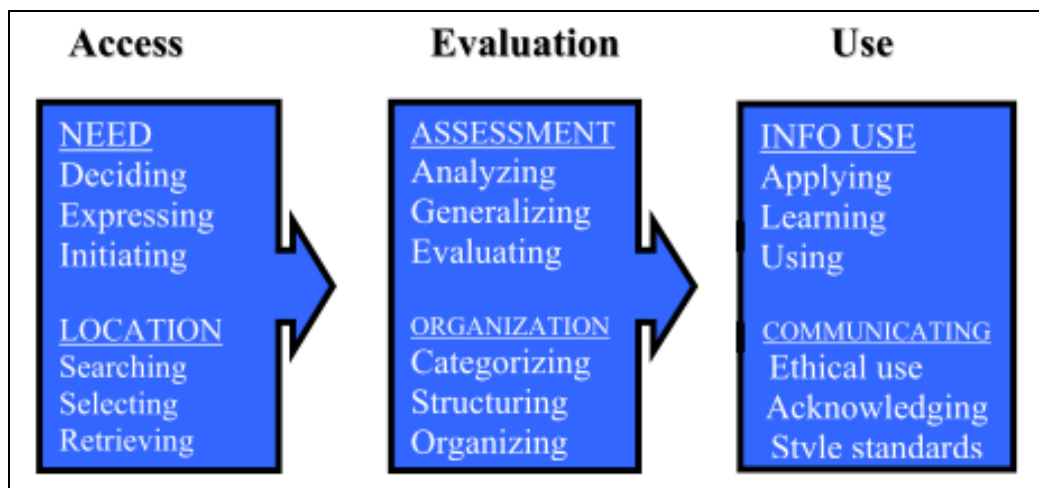 Access
NEED
Deciding
Expressing
Initiating
LOCATION
Searching
Selecting
Retrieving
Evaluation
ASSESSMENT
Analyzing
Generalizing
Evaluating
ORGANIZATION
Categorizing
Structuring
Organizing
Use
INFO USE
Applying
Learning
Using
COMMUNICATING
Ethical use
Acknowledging
Style standards